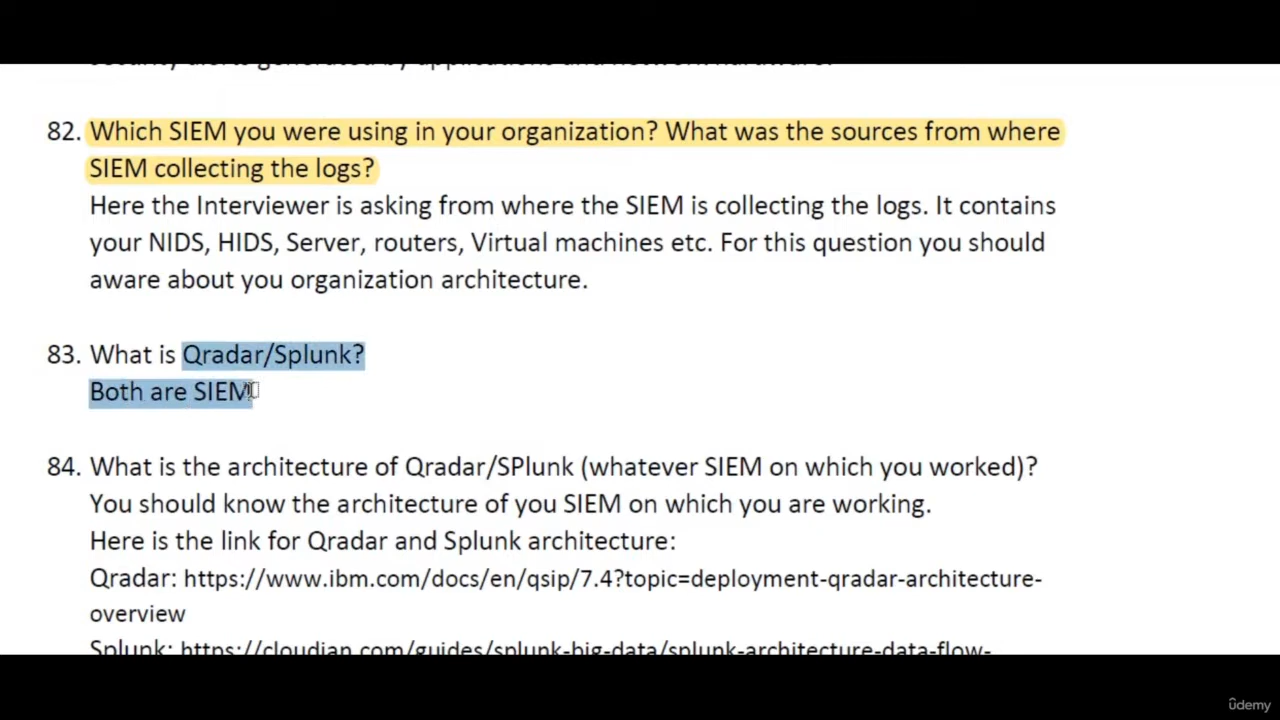 82. Which SIEM you were using in your organization? What was the sources from where
SIEM collecting the logs?
Here the Interviewer is asking from where the SIEM is collecting the logs. It contains
your NIDS, HIDS, Server, routers, Virtual machines etc. For this question you should
aware about you organization architecture.
83. What is Qradar/Splunk?
Both are SIEM
84. What is the architecture of Qradar/SPlunk (whatever SIEM on which you worked)?
You should know the architecture of you SIEM on which you are working.
Here is the link for Qradar and Splunk architecture:
Qradar: https://www.ibm.com/docs/en/qsip/7.4?topic=deployment-qradar-architecture-
overview
Splunk: https://cloudian.com/guides/splunk-big-data/splunk-architecture-data-flow-
ûdemy